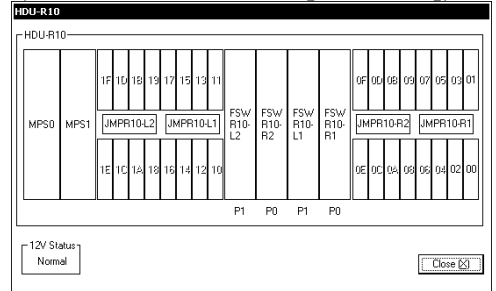 HDU-R10
HDU-R10
1F 1D 1B 19 17 15 13 11
0F 0D 0B 09 07 05 03 01
MPS0 MPS1
JMPR10-L2 JMPR10-L1
FSW R10- L2
FSW R10- R2
FSW R10- L1
FSW R10- R1
JMPR10-R2 JMPR10-R1
1E 1C 1A 18 16 14 12 10
0E 0C 0A 08 06 04 02 00
P1 P0 P1 P0
12V Status
Normal
Close (X)